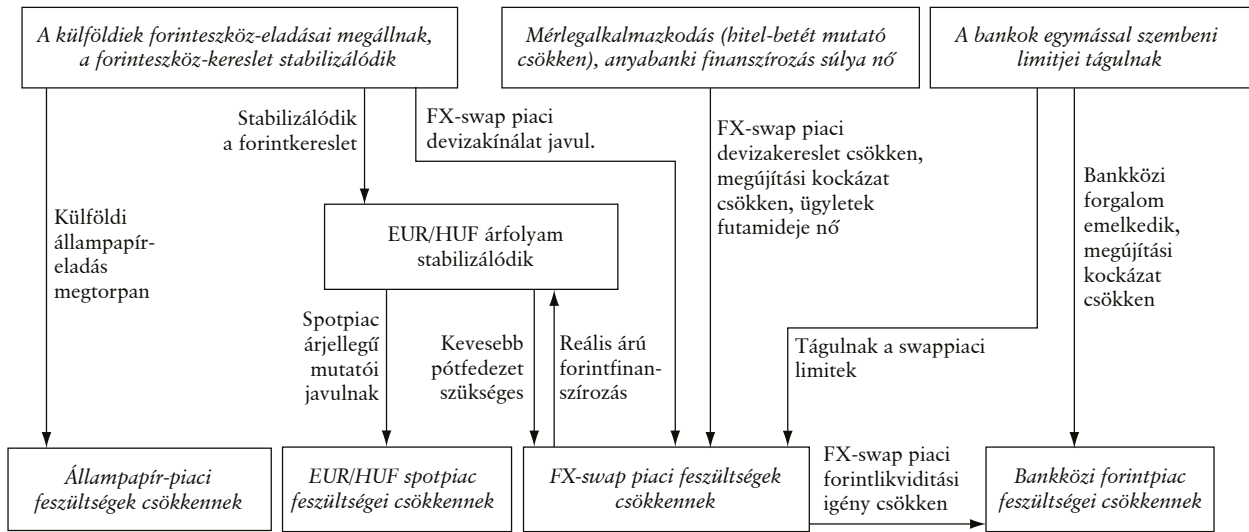 A külföldiek forinteszköz-eladásai megállnak,
a forinteszköz-kereslet stabilizálódik
Mérlegalkalmazkodás (hitel-betét mutató
csökken), anyabanki finanszírozás súlya nő
A bankok egymással szembeni
limitjei tágulnak
Stabilizálódik
a forintkereslet
FX-swap piaci
devizakínálat javul.
FX-swap piaci
devizakereslet csökken,
megújítási kockázat
csökken, ügyletek
futamideje nő
Bankközi
forgalom
emelkedik,
megújítási
kockázat
csökken
Külföldi
állampapír-
eladás
megtorpan
EUR/HUF árfolyam
stabilizálódik
Spotpiac
árjellegű
mutatói
javulnak
Kevesebb
pótfedezet
szükséges
Reális árú
forintfinan-
szírozás
Tágulnak a swappiaci
limitek
Állampapír-piaci
feszültségek csökkennek
EUR/HUF spotpiac
feszültségei csökkennek
FX-swap piaci feszültségek
csökkennek
FX-swap piaci
forintlikviditási
igény csökken
Bankközi forintpiac
feszültségei csökkennek